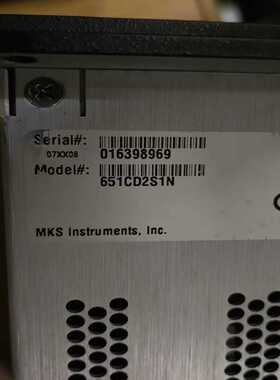 Serial#:
07XX08 016398969
Model#:
651CD2S1N
MKS Instruments, Inc.